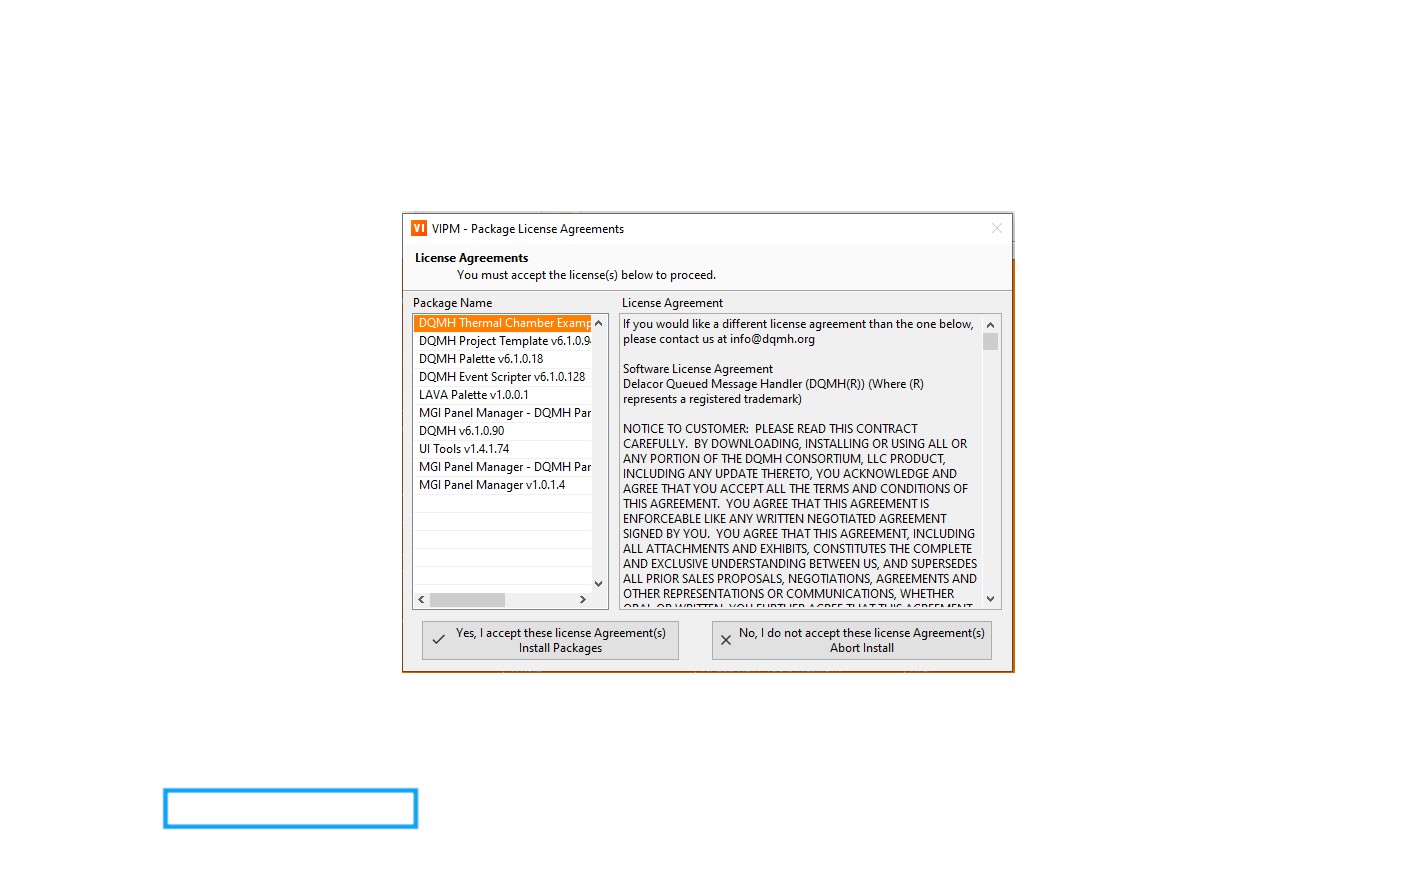 VI VIPM - Package License Agreements
License Agreements
You must accept the license(s) below to proceed.
Package Name
DQMH Thermal Chamber Examp
DQMH Project Template v6.1.0.9
DQMH Palette v6.1.0.18
DQMH Event Scripter v6.1.0.128
LAVA Palette v1.0.0.1
MGI Panel Manager - DQMH Par
DQMH v6.1.0.90
UI Tools v1.4.1.74
MGI Panel Manager - DQMH Par
MGI Panel Manager v1.0.1.4
License Agreement
If you would like a different license agreement than the one below,
please contact us at info@dqmh.org
Software License Agreement
Delacor Queued Message Handler (DQMH(R)) (Where (R)
represents a registered trademark)
NOTICE TO CUSTOMER:  PLEASE READ THIS CONTRACT
CAREFULLY.  BY DOWNLOADING, INSTALLING OR USING ALL OR
ANY PORTION OF THE DQMH CONSORTIUM, LLC PRODUCT,
INCLUDING ANY UPDATE THERETO, YOU ACKNOWLEDGE AND
AGREE THAT YOU ACCEPT ALL THE TERMS AND CONDITIONS OF
THIS AGREEMENT.  YOU AGREE THAT THIS AGREEMENT IS
ENFORCEABLE LIKE ANY WRITTEN NEGOTIATED AGREEMENT
SIGNED BY YOU.  YOU AGREE THAT THIS AGREEMENT, INCLUDING
ALL ATTACHMENTS AND EXHIBITS, CONSTITUTES THE COMPLETE
AND EXCLUSIVE UNDERSTANDING BETWEEN US, AND SUPERSEDES
ALL PRIOR SALES PROPOSALS, NEGOTIATIONS, AGREEMENTS AND
OTHER REPRESENTATIONS OR COMMUNICATIONS, WHETHER
ORAL OR WRITTEN. YOU FURTHER AGREE THAT THIS AGREEMENT
Yes, I accept these license Agreement(s)
Install Packages
No, I do not accept these license Agreement(s)
Abort Install